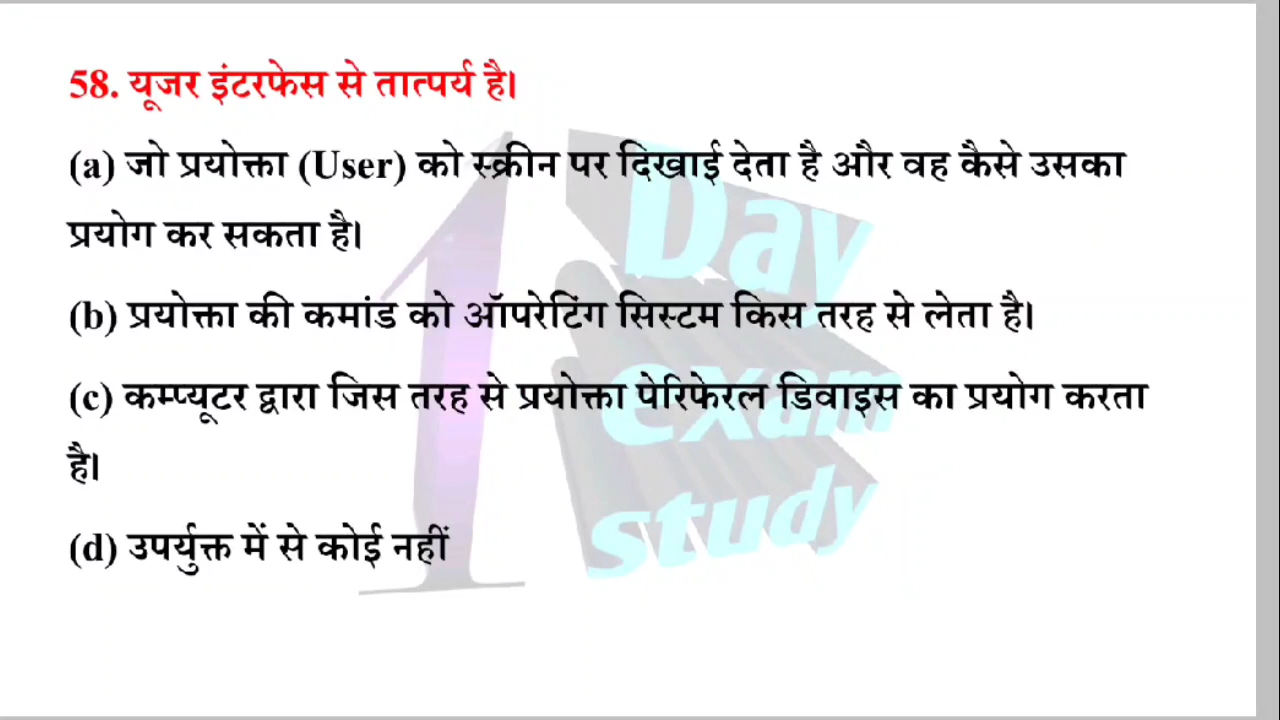 58. यूजर इंटरफेस से तात्पर्य है।
(a) जो प्रयोक्ता (User) को स्क्रीन पर दिखाई देता है और वह कैसे उसका
प्रयोग कर सकता है।
(b) प्रयोक्ता की कमांड को ऑपरेटिंग सिस्टम किस तरह से लेता है।
(c) कम्प्यूटर द्वारा जिस तरह से प्रयोक्ता पेरिफेरल डिवाइस का प्रयोग करता
है।
(d) उपर्युक्त में से कोई नहीं
1 Day
exam
study